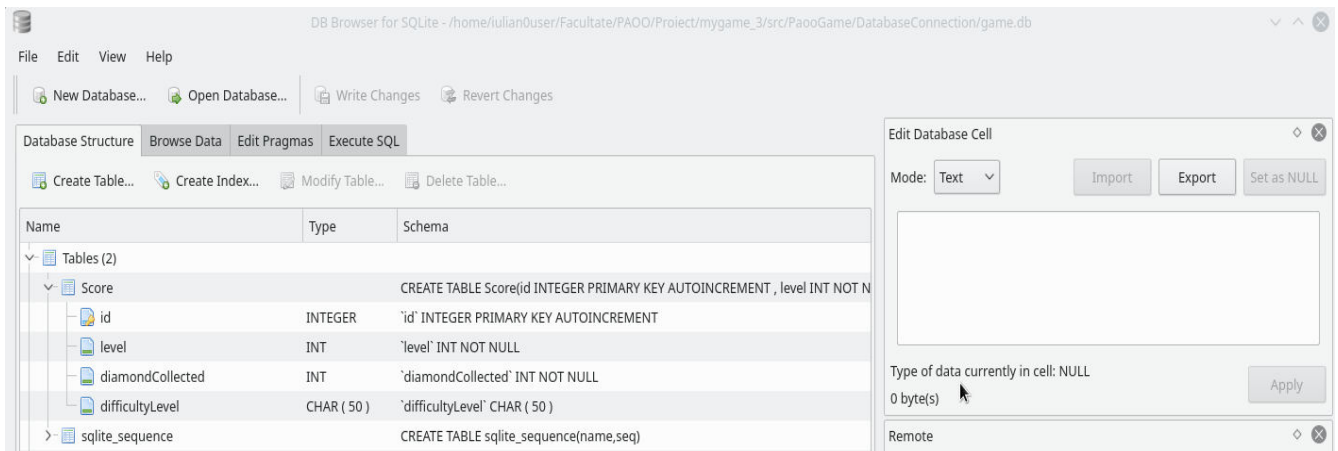 DB Browser for SQLite - /home/iulian0user/Facultate/PAOO/Proiect/mygame_3/src/PaooGame/DatabaseConnection/game.db
File Edit View Help
New Database... Open Database... Write Changes Revert Changes
Database Structure Browse Data Edit Pragmas Execute SQL
Create Table... Create Index... Modify Table... Delete Table...
Name Type Schema
Tables (2)
Score CREATE TABLE Score(id INTEGER PRIMARY KEY AUTOINCREMENT , level INT NOT N
id INTEGER `id` INTEGER PRIMARY KEY AUTOINCREMENT
level INT `level` INT NOT NULL
diamondCollected INT `diamondCollected` INT NOT NULL
difficultyLevel CHAR ( 50 ) `difficultyLevel` CHAR ( 50 )
sqlite_sequence CREATE TABLE sqlite_sequence(name,seq)
Edit Database Cell
Mode: Text Import Export Set as NULL
Type of data currently in cell: NULL
0 byte(s)
Apply
Remote